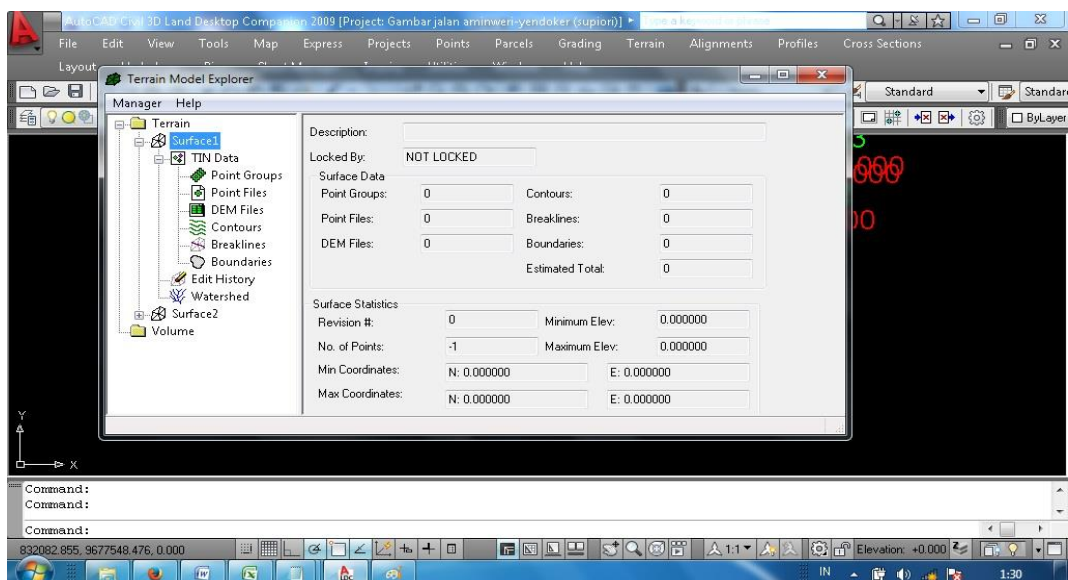 AutoCAD Civil 3D Land Desktop Companion 2009 [Project: Gambar jalan aminweri-yendoker (supiori)]
File Edit View Tools Map Express Projects Points Parcels Grading Terrain Alignments Profiles Cross Sections
Layout
Terrain Model Explorer
Manager Help
Standard Standard
ByLayer
Terrain
Surface1
TIN Data
Point Groups
Point Files
DEM Files
Contours
Breaklines
Boundaries
Edit History
Watershed
Surface2
Volume
Description:
Locked By: NOT LOCKED
Surface Data
Point Groups: 0 Contours: 0
Point Files: 0 Breaklines: 0
DEM Files: 0 Boundaries: 0
Estimated Total: 0
Surface Statistics
Revision #: 0 Minimum Elev: 0.000000
No. of Points: -1 Maximum Elev: 0.000000
Min Coordinates: N: 0.000000 E: 0.000000
Max Coordinates: N: 0.000000 E: 0.000000
Y
X
Command:
Command:
Command:
832082.855, 9677548.476, 0.000 1:1 Elevation: +0.000
IN 1:30